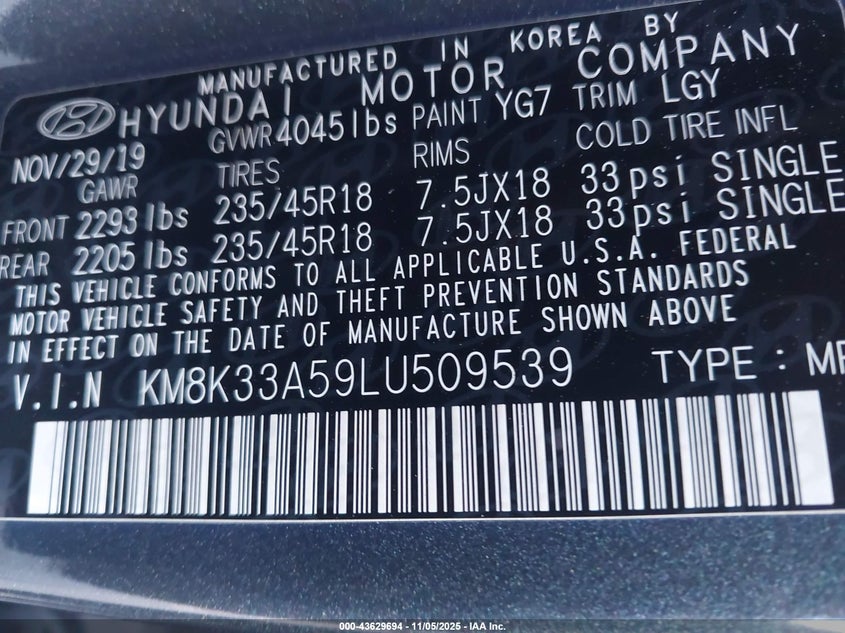 MANUFACTURED IN KOREA BY
HYUNDAI MOTOR COMPANY
NOV/29/19 GVWR 4045lbs PAINT YG7 TRIM LGY
GAWR TIRES RIMS COLD TIRE INFL
FRONT 2293 lbs 235/45R18 7.5JX18 33psi SINGLE
REAR 2205 lbs 235/45R18 7.5JX18 33psi SINGLE
THIS VEHICLE CONFORMS TO ALL APPLICABLE U.S.A. FEDERAL
MOTOR VEHICLE SAFETY AND THEFT PREVENTION STANDARDS
IN EFFECT ON THE DATE OF MANUFACTURE SHOWN ABOVE
V.I.N KM8K33A59LU509539 TYPE:
000-43629694 | 11/05/2025 - © IAA Inc.